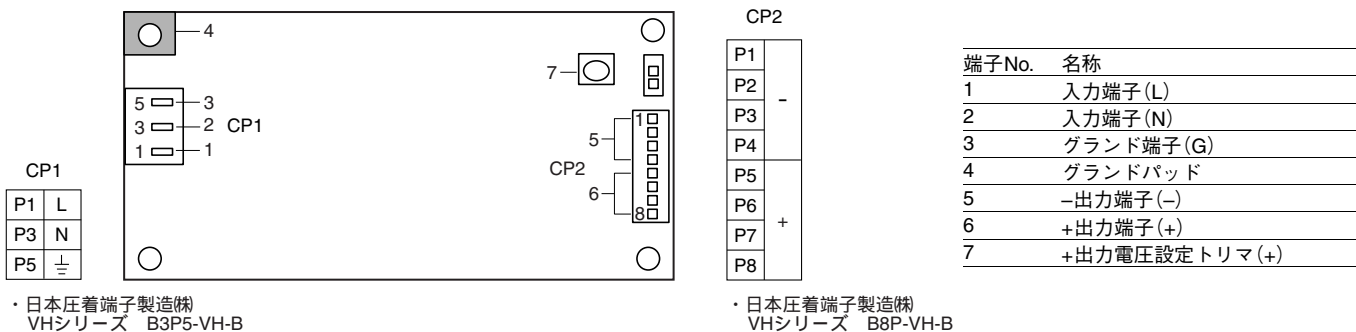 4
7
5 3
3 2 CP1
1 1
1
5
CP2
6
8
CP1
P1 L
P3 N
P5
・日本圧着端子製造㈱
VHシリーズ B3P5-VH-B
CP2
P1
P2
P3
P4
-
P5
P6
P7
P8
+
・日本圧着端子製造㈱
VHシリーズ B8P-VH-B
端子No. 名称
1 入力端子(L)
2 入力端子(N)
3 グランド端子(G)
4 グランドパッド
5 –出力端子(–)
6 +出力端子(+)
7 +出力電圧設定トリマ(+)